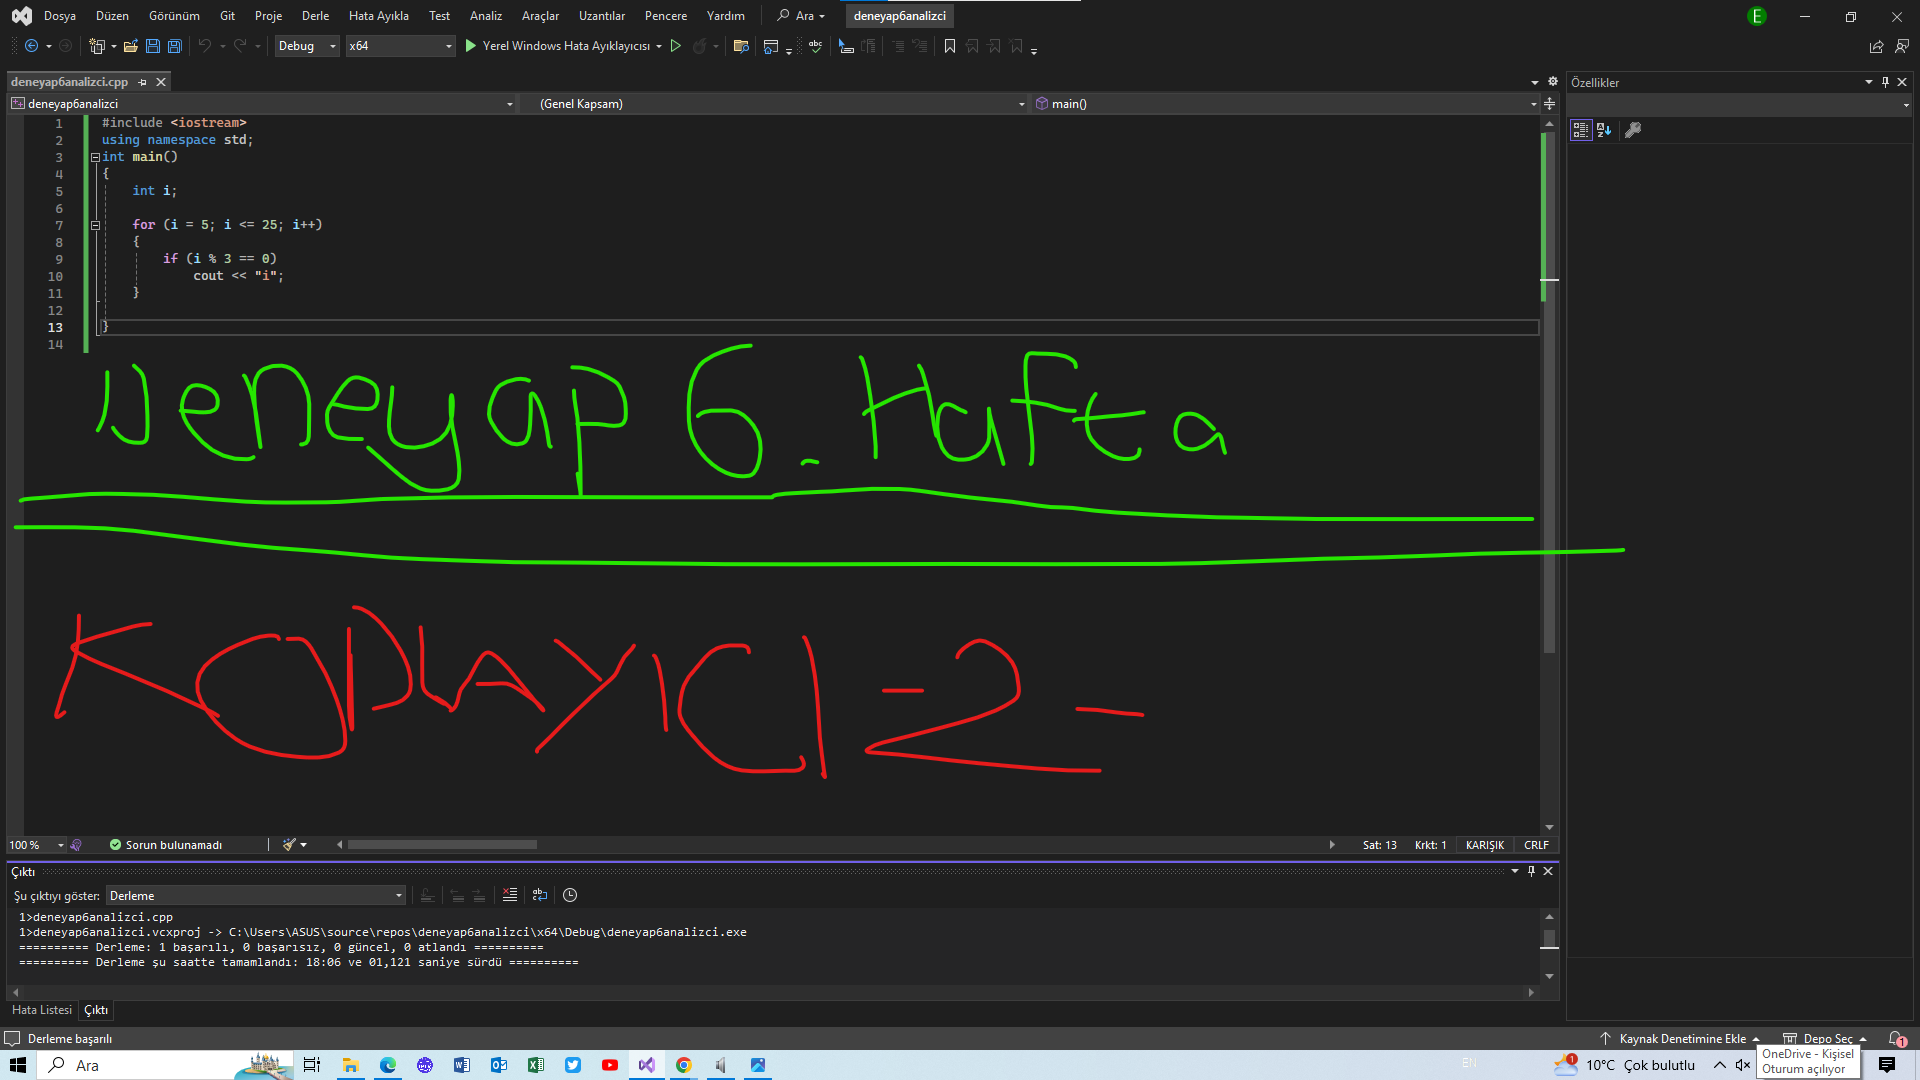 Dosya Düzen Görünüm Git Proje Derle Hata Ayıkla Test Analiz Araçlar Uzantılar Pencere Yardım Ara deneyap6analizci E
Debug x64 Yerel Windows Hata Ayıklayıcısı
deneyap6analizci.cpp
Özellikler
deneyap6analizci (Genel Kapsam) main()
1 #include <iostream>
2 using namespace std;
3 int main()
4 {
5 int i;
6
7 for (i = 5; i <= 25; i++)
8 {
9 if (i % 3 == 0)
10 cout << "i";
11 }
12
13 }
14
Deneyap 6. Hafta
KODLAYICI -2-
100 % Sorun bulunamadı Sat: 13 Krkt: 1 KARIŞIK CRLF
Çıktı
Şu çıktıyı göster: Derleme
1>deneyap6analizci.cpp
1>deneyap6analizci.vcxproj -> C:\Users\ASUS\source\repos\deneyap6analizci\x64\Debug\deneyap6analizci.exe
========== Derleme: 1 başarılı, 0 başarısız, 0 güncel, 0 atlandı ==========
========== Derleme şu saatte tamamlandı: 18:06 ve 01,121 saniye sürdü ==========
Hata Listesi Çıktı
Derleme başarılı Kaynak Denetimine Ekle Depo Seç 1
OneDrive - Kişisel
Oturum açılıyor
Ara EN 1 10°C Çok bulutlu